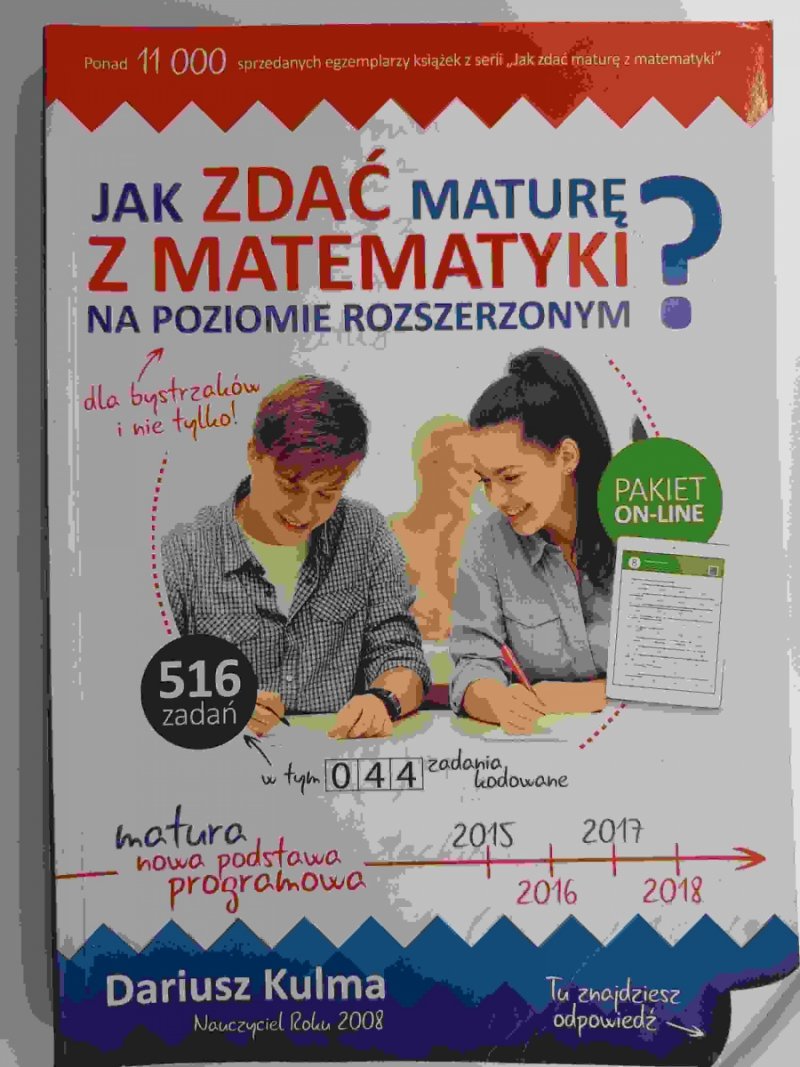 Ponad 11 000 sprzedanych egzemplarzy książek z serii „Jak zdać maturę z matematyki”
JAK ZDAĆ MATURĘ
Z MATEMATYKI
NA POZIOMIE ROZSZERZONYM
?
dla bystrzaków
i nie tylko!
PAKIET
ON-LINE
8
516
zadań
w tym 044 zadania
kodowane
matura
nowa podstawa
programowa
2015 2017
2016 2018
Dariusz Kulma
Nauczyciel Roku 2008
Tu znajdziesz
odpowiedź